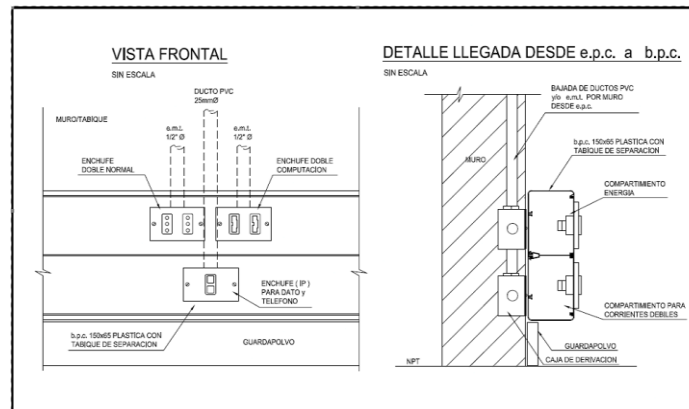 VISTA FRONTAL
SIN ESCALA
DUCTO PVC
25mmØ
MURO/TABIQUE
e.m.t.
1/2" Ø
e.m.t.
1/2" Ø
ENCHUFE
DOBLE NORMAL
ENCHUFE DOBLE
COMPUTACION
ENCHUFE ( IP )
PARA DATO y
TELEFONO
b.p.c. 150x65 PLASTICA CON
TABIQUE DE SEPARACION
GUARDAPOLVO
DETALLE LLEGADA DESDE e.p.c. a b.p.c.
SIN ESCALA
BAJADA DE DUCTOS PVC
y/o e.m.t. POR MURO
DESDE e.p.c.
MURO
b.p.c. 150x65 PLASTICA CON
TABIQUE DE SEPARACION
COMPARTIMIENTO
ENERGIA
COMPARTIMIENTO PARA
CORRIENTES DEBILES
GUARDAPOLVO
NPT
CAJA DE DERIVACION